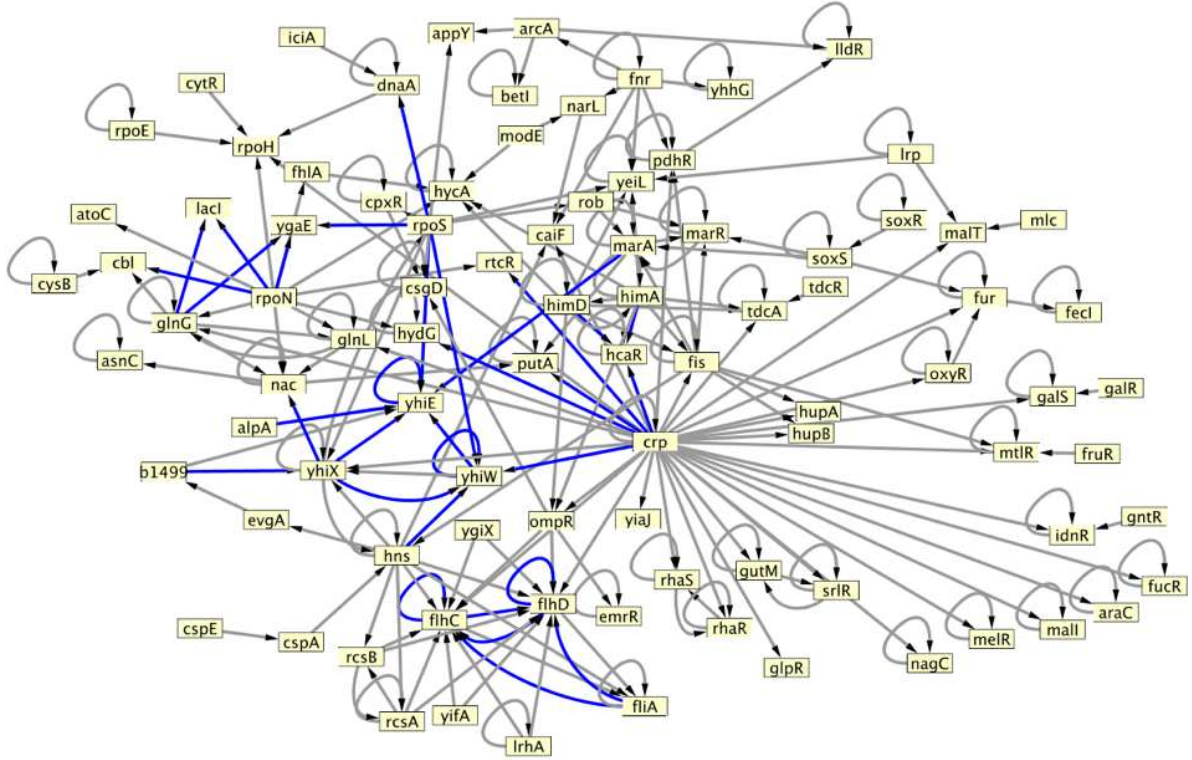 iciA
appY
arcA
lldR
cytR
dnaA
betI
fnr
yhhG
narL
rpoE
rpoH
modE
pdhR
lrp
fhlA
hycA
yeiL
cpxR
rob
atoC
lacI
ygaE
rpoS
caiF
marA
marR
soxR
soxS
malT
mlc
cysB
cbl
rtcR
csgD
tdcR
rpoN
himD
himA
tdcA
fur
fecI
glnG
glnL
hydG
hcaR
fis
asnC
putA
oxyR
nac
galS
galR
yhiE
hupA
hupB
alpA
crp
mtlR
fruR
b1499
yhiX
yhiW
evgA
ompR
yiaJ
idnR
gntR
ygiX
hns
rhaS
gutM
srlR
fucR
flhD
emrR
araC
flhC
cspE
cspA
rhaR
malI
melR
rcsB
glpR
nagC
rcsA
yifA
fliA
lrhA